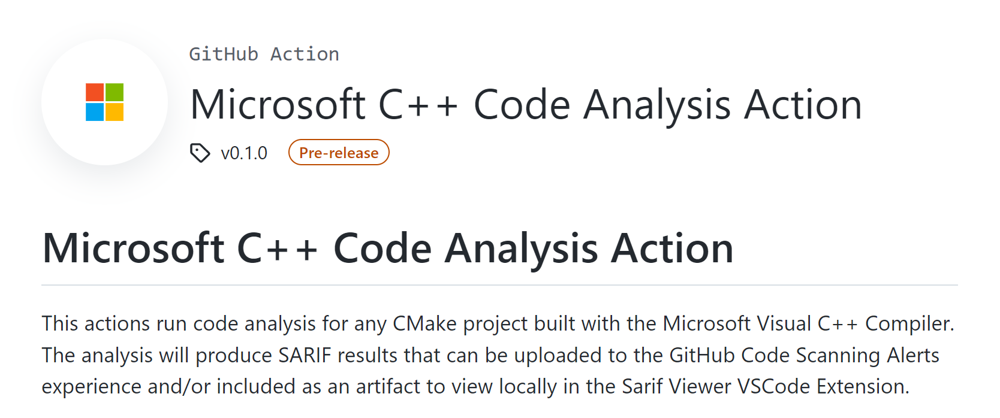 GitHub Action
Microsoft C++ Code Analysis Action
v0.1.0 Pre-release
Microsoft C++ Code Analysis Action
This actions run code analysis for any CMake project built with the Microsoft Visual C++ Compiler.
The analysis will produce SARIF results that can be uploaded to the GitHub Code Scanning Alerts
experience and/or included as an artifact to view locally in the Sarif Viewer VSCode Extension.